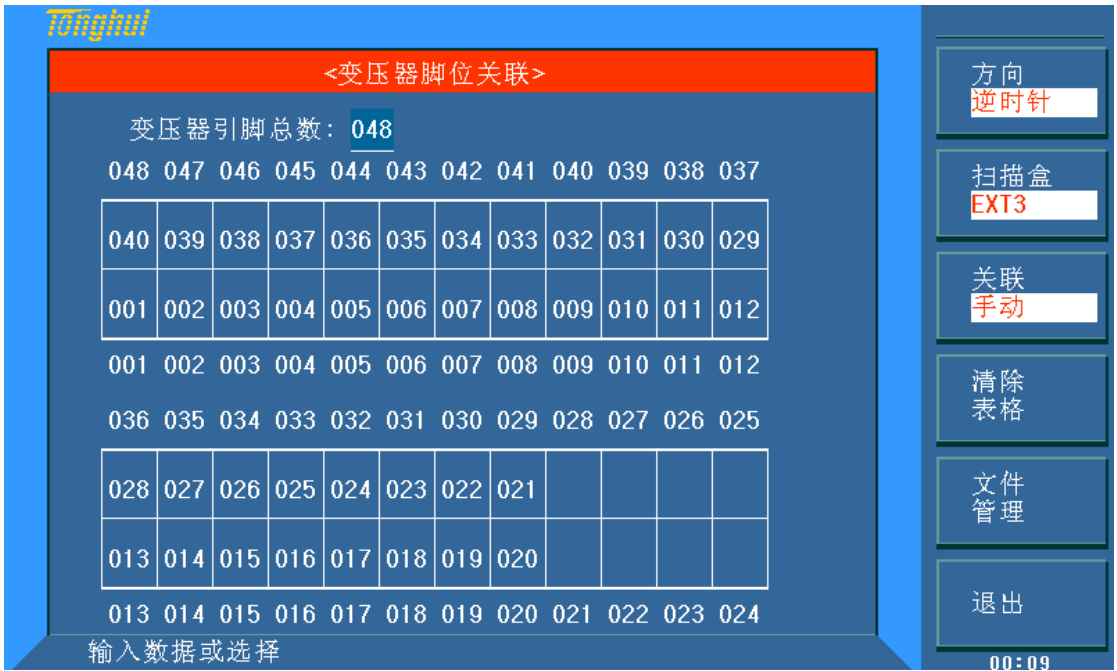 Tonghui
<变压器脚位关联>
变压器引脚总数: 048
048 047 046 045 044 043 042 041 040 039 038 037
040 039 038 037 036 035 034 033 032 031 030 029
001 002 003 004 005 006 007 008 009 010 011 012
001 002 003 004 005 006 007 008 009 010 011 012
036 035 034 033 032 031 030 029 028 027 026 025
028 027 026 025 024 023 022 021
013 014 015 016 017 018 019 020
013 014 015 016 017 018 019 020 021 022 023 024
输入数据或选择
方向
逆时针
扫描盒
EXT3
关联
手动
清除
表格
文件
管理
退出
00:09